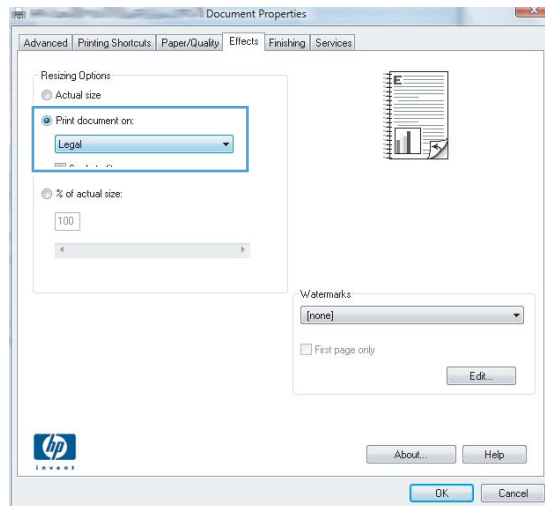 Document Properties
Advanced Printing Shortcuts Paper/Quality Effects Finishing Services
Resizing Options
Actual size
Print document on:
Legal
% of actual size:
100
E
Watermarks
[none]
First page only
Edit...
hp
invent
About... Help
OK Cancel